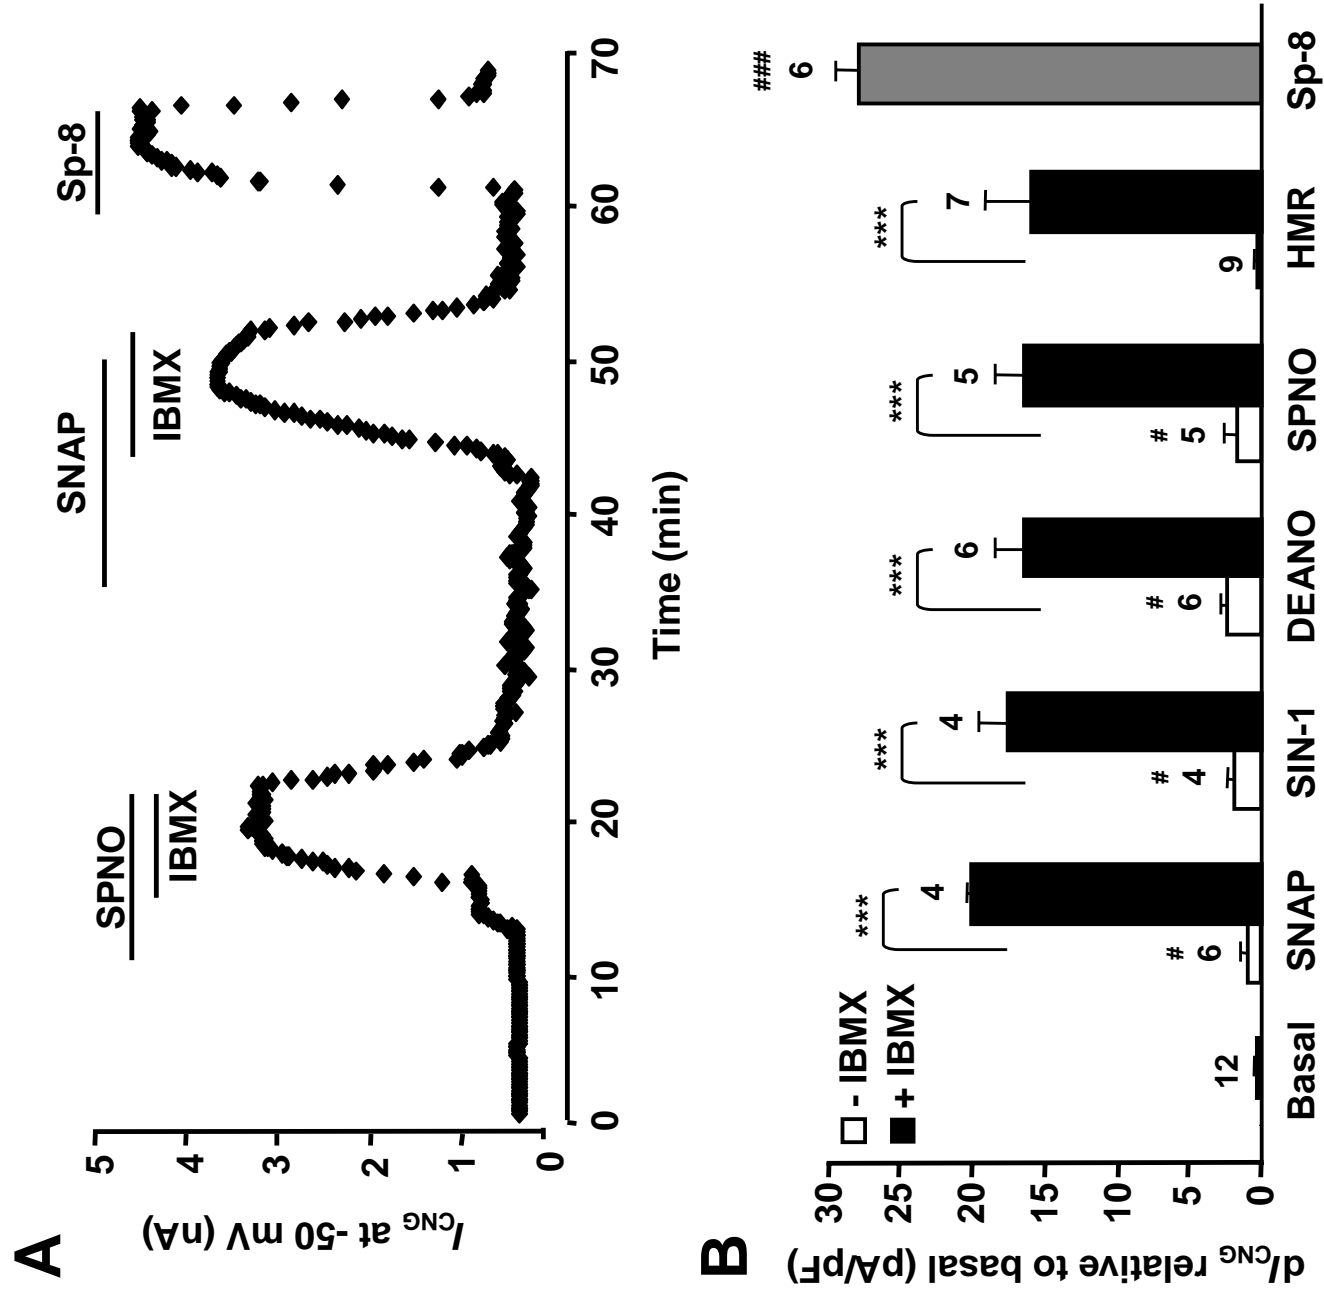 A
SPNO
IBMX
SNAP
IBMX
Sp-8
5
4
3
2
1
0
I CNG at -50 mV (nA)
0 10 20 30 40 50 60 70
Time (min)
B
- IBMX
+ IBMX
30
25
20
15
10
5
0
dI CNG relative to basal (pA/pF)
12
# 6
*** 4
# 4
*** 4
# 6
*** 6
# 5
*** 5
9
*** 7
### 6
Basal SNAP SIN-1 DEANO SPNO HMR Sp-8